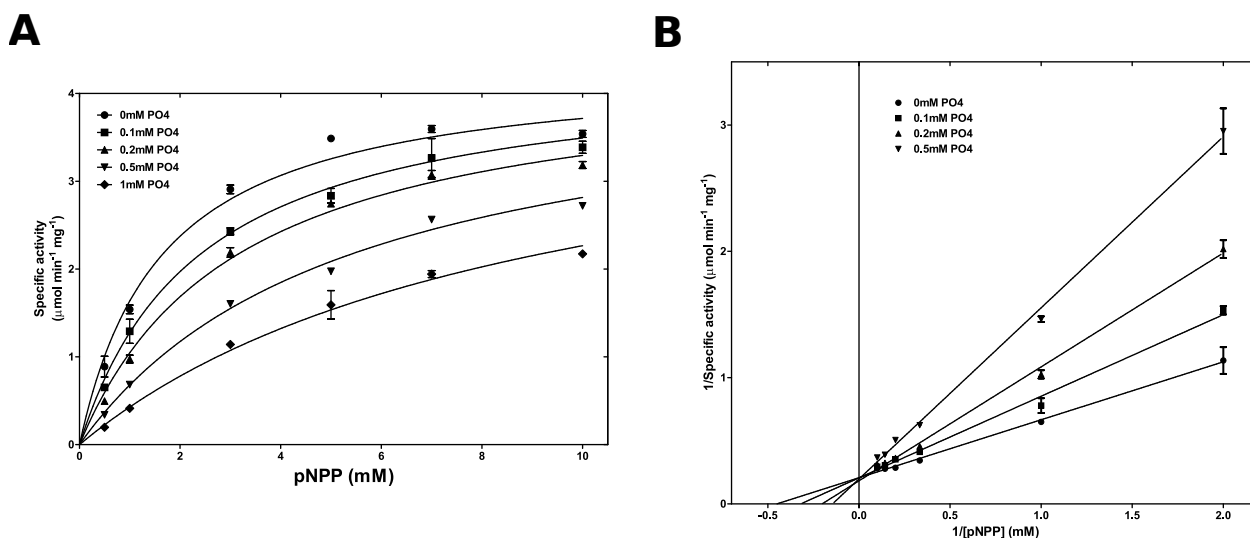 A
4
3
2
1
0
0
2
4
6
8
10
0mM PO4
0.1mM PO4
0.2mM PO4
0.5mM PO4
1mM PO4
Specific activity
(μmol min⁻¹ mg⁻¹)
pNPP (mM)
B
3
2
1
-0.5
0.0
0.5
1.0
1.5
2.0
0mM PO4
0.1mM PO4
0.2mM PO4
0.5mM PO4
1/Specific activity (μmol min⁻¹ mg⁻¹)
1/[pNPP] (mM)